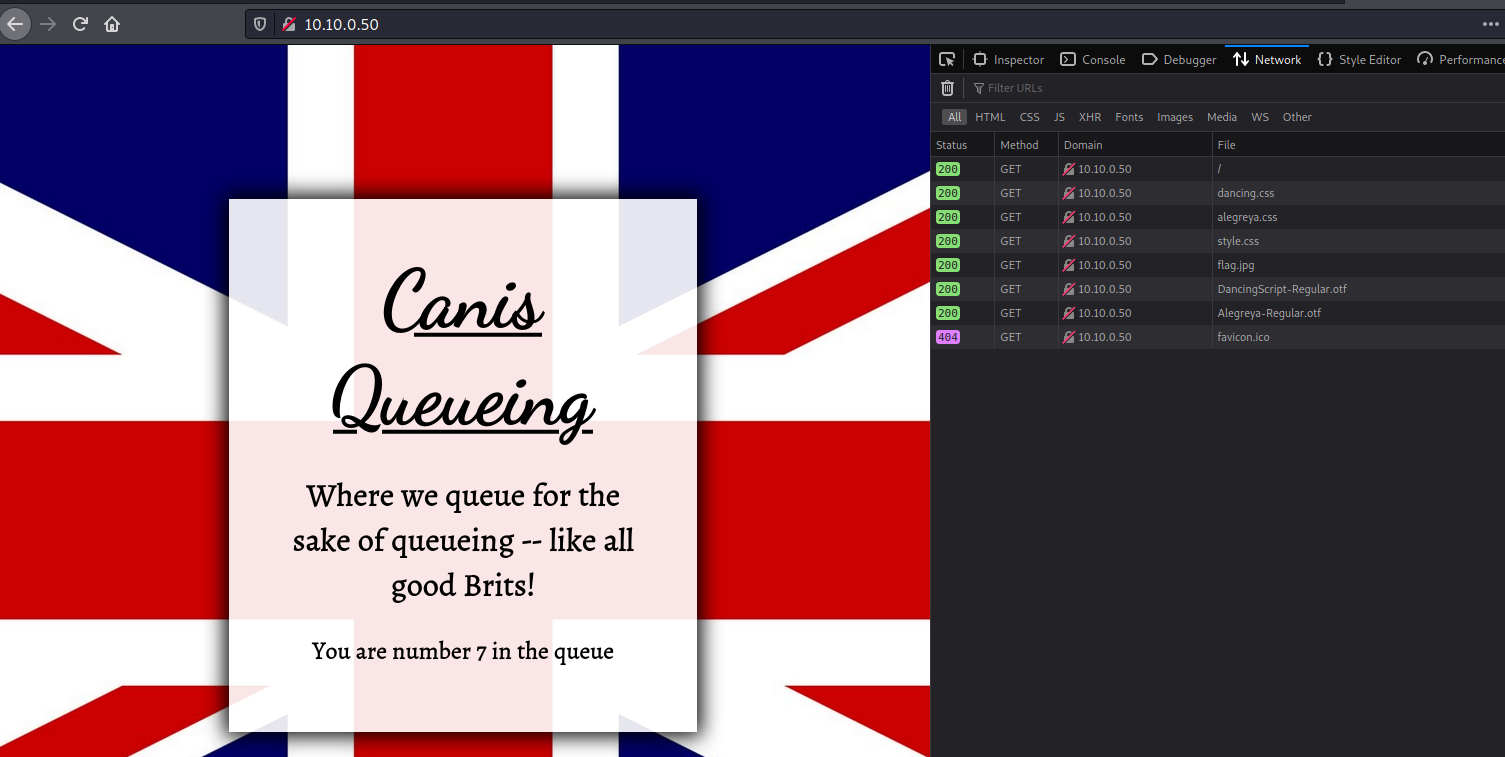 10.10.0.50
Inspector Console Debugger Network Style Editor Performance
Filter URLs
All HTML CSS JS XHR Fonts Images Media WS Other
Status Method Domain File
200 GET 10.10.0.50 /
200 GET 10.10.0.50 dancing.css
200 GET 10.10.0.50 alegreya.css
200 GET 10.10.0.50 style.css
200 GET 10.10.0.50 flag.jpg
200 GET 10.10.0.50 DancingScript-Regular.otf
200 GET 10.10.0.50 Alegreya-Regular.otf
404 GET 10.10.0.50 favicon.ico
Canis
Queueing
Where we queue for the
sake of queueing -- like all
good Brits!
You are number 7 in the queue